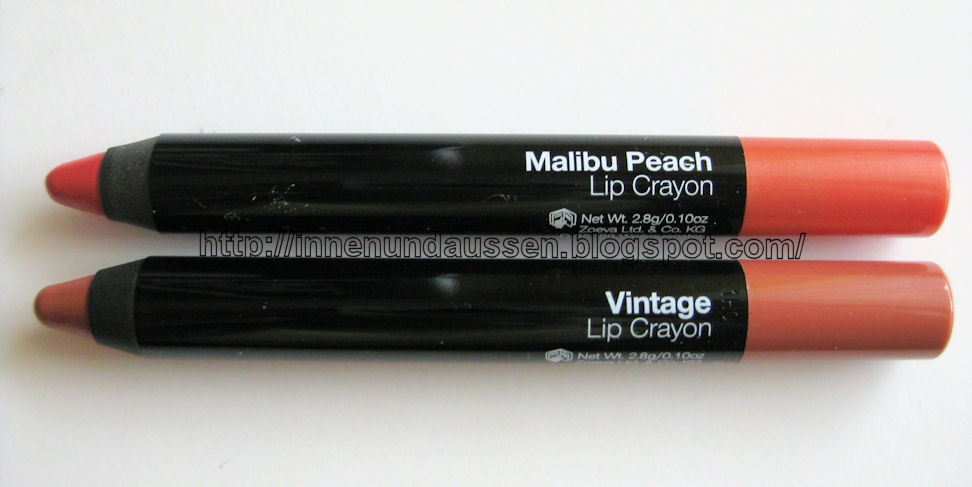 Malibu Peach
Lip Crayon
Net Wt. 2.8g/0.10oz
Zoeva Ltd. & Co. KG
http://innenundaussen.blogspot.com/
Vintage
Lip Crayon
Net Wt. 2.8g/0.10oz